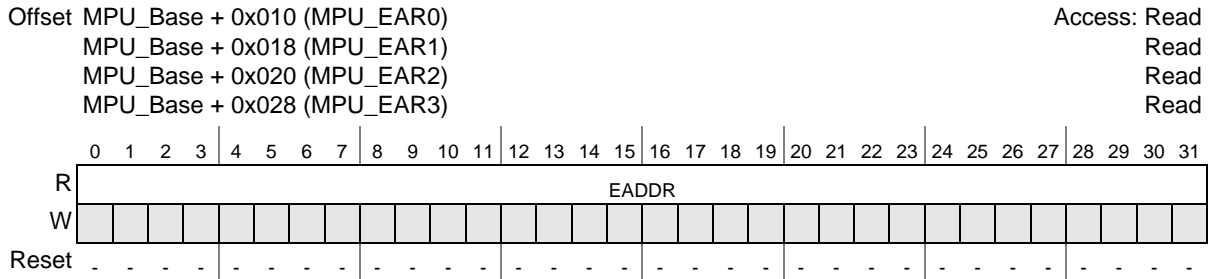 Offset MPU_Base + 0x010 (MPU_EAR0) Access: Read
MPU_Base + 0x018 (MPU_EAR1) Read
MPU_Base + 0x020 (MPU_EAR2) Read
MPU_Base + 0x028 (MPU_EAR3) Read
0 1 2 3 4 5 6 7 8 9 10 11 12 13 14 15 16 17 18 19 20 21 22 23 24 25 26 27 28 29 30 31
R EADDR
W
Reset - - - - - - - - - - - - - - - - - - - - - - - - - - - - - - - -